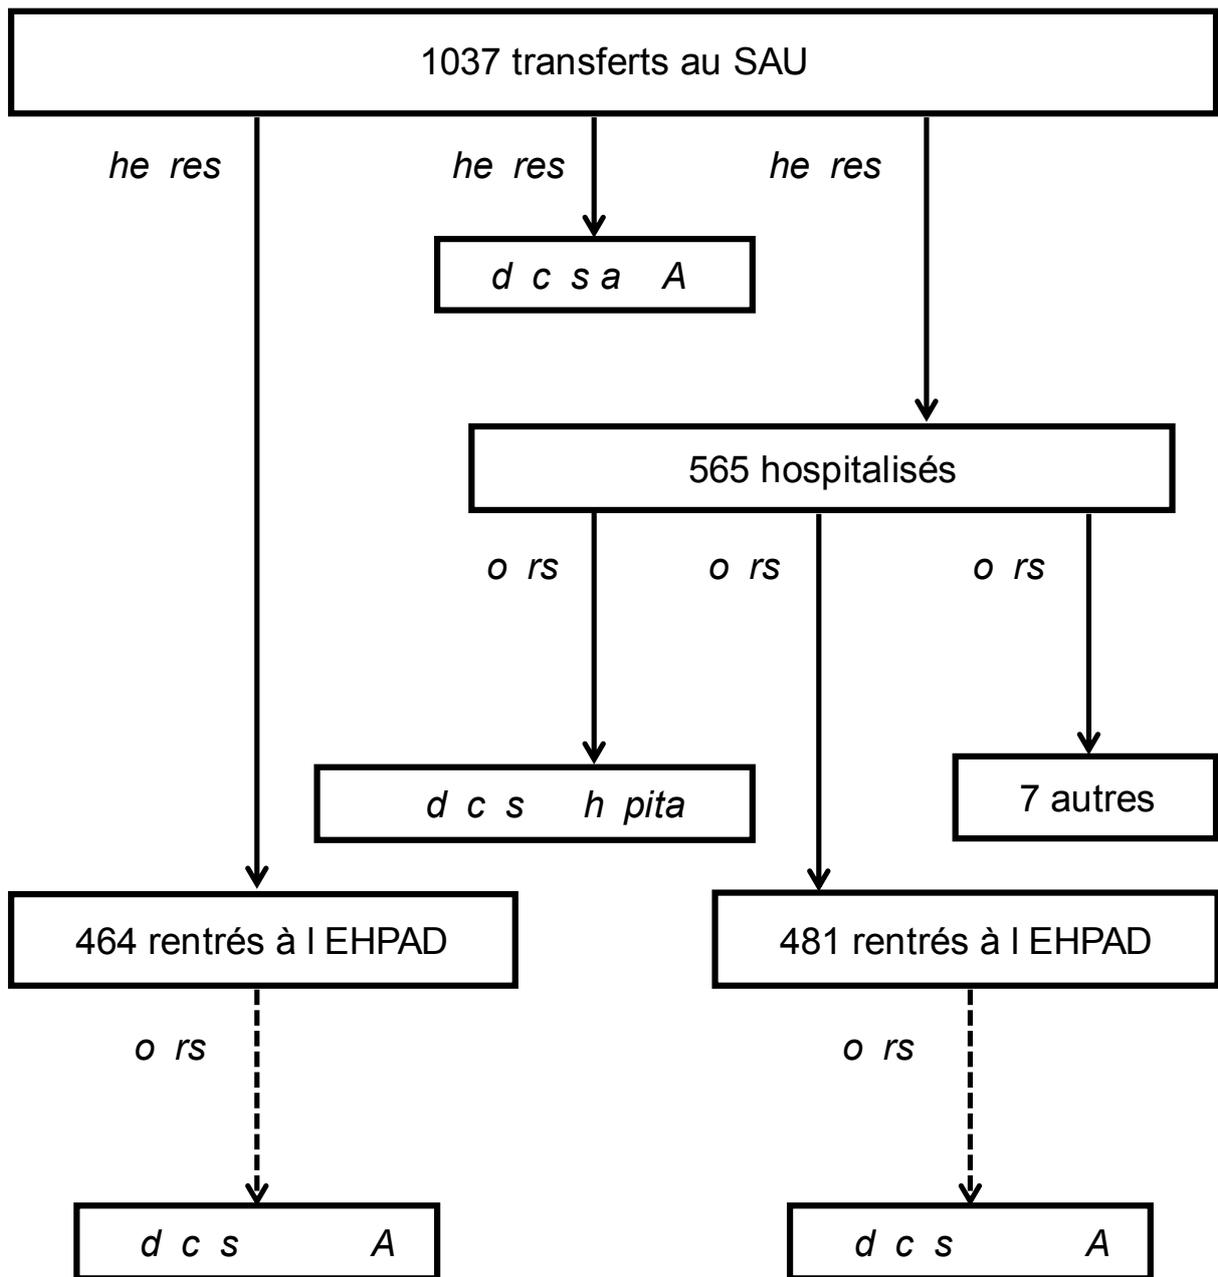 1037 transferts au SAU
he res
he res
he res
d c s a A
565 hospitalisés
o rs
o rs
o rs
d c s h pita
7 autres
464 rentrés à l EHPAD
481 rentrés à l EHPAD
o rs
o rs
d c s A
d c s A